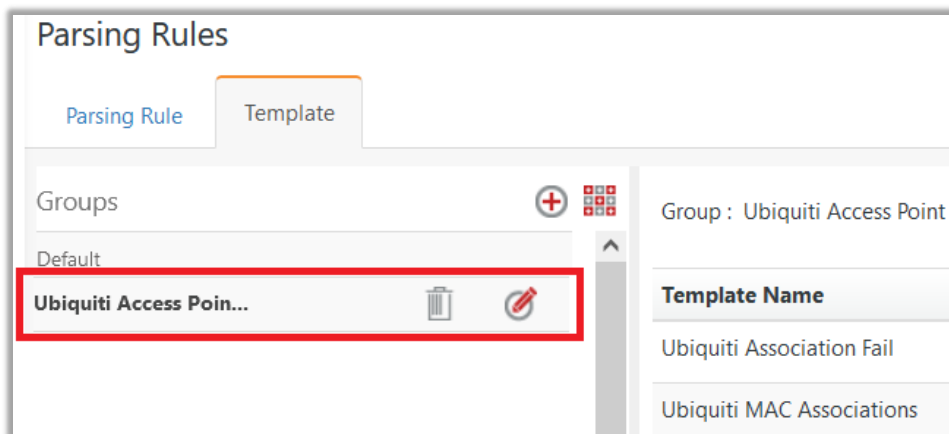 Parsing Rules
Parsing Rule
Template
Groups
Default
Ubiquiti Access Poin...
Group : Ubiquiti Access Point
Template Name
Ubiquiti Association Fail
Ubiquiti MAC Associations